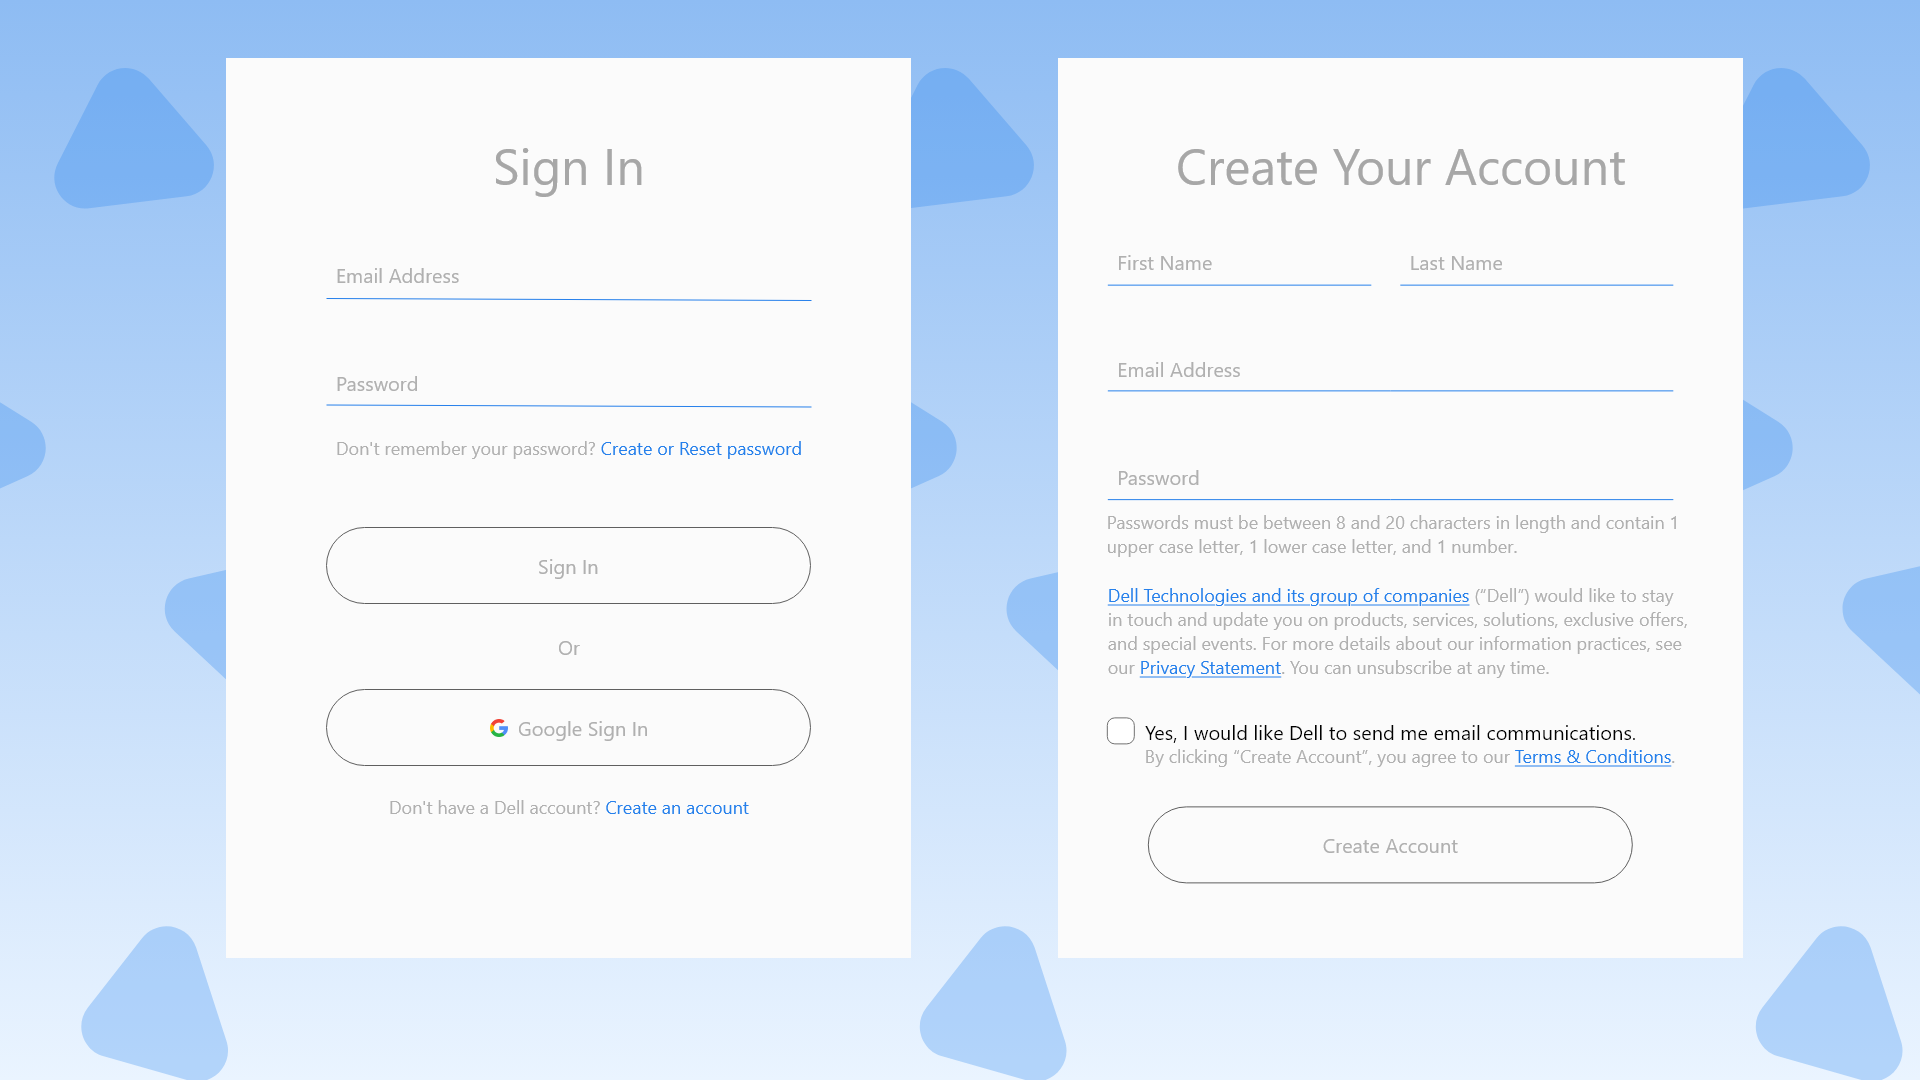 Sign In
Email Address
Password
Don't remember your password? Create or Reset password
Sign In
Or
Google Sign In
Don't have a Dell account? Create an account
Create Your Account
First Name
Last Name
Email Address
Password
Passwords must be between 8 and 20 characters in length and contain 1
upper case letter, 1 lower case letter, and 1 number.
Dell Technologies and its group of companies (“Dell”) would like to stay
in touch and update you on products, services, solutions, exclusive offers,
and special events. For more details about our information practices, see
our Privacy Statement. You can unsubscribe at any time.
Yes, I would like Dell to send me email communications.
By clicking “Create Account”, you agree to our Terms & Conditions.
Create Account